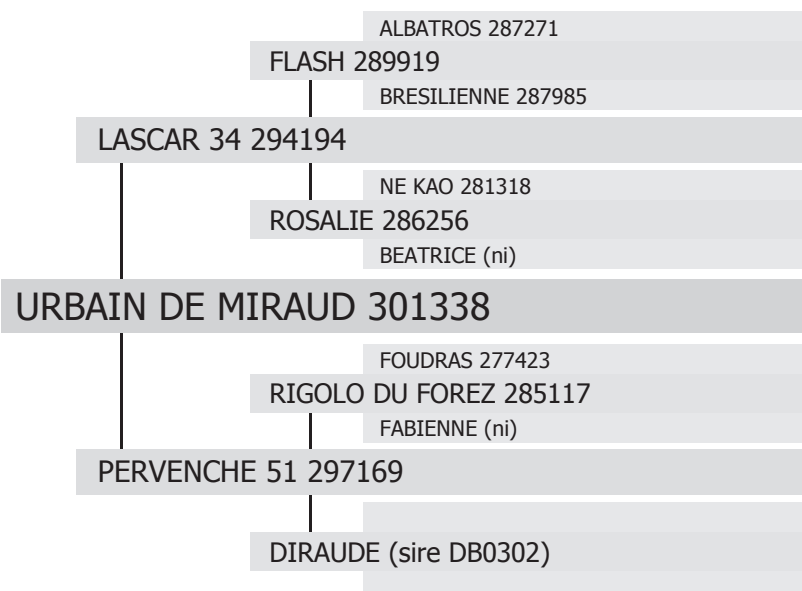 ALBATROS 287271
FLASH 289919
BRESILIENNE 287985
LASCAR 34 294194
NE KAO 281318
ROSALIE 286256
BEATRICE (ni)
URBAIN DE MIRAUD 301338
FOUDRAS 277423
RIGOLO DU FOREZ 285117
FABIENNE (ni)
PERVENCHE 51 297169
DIRAUDE (sire DB0302)